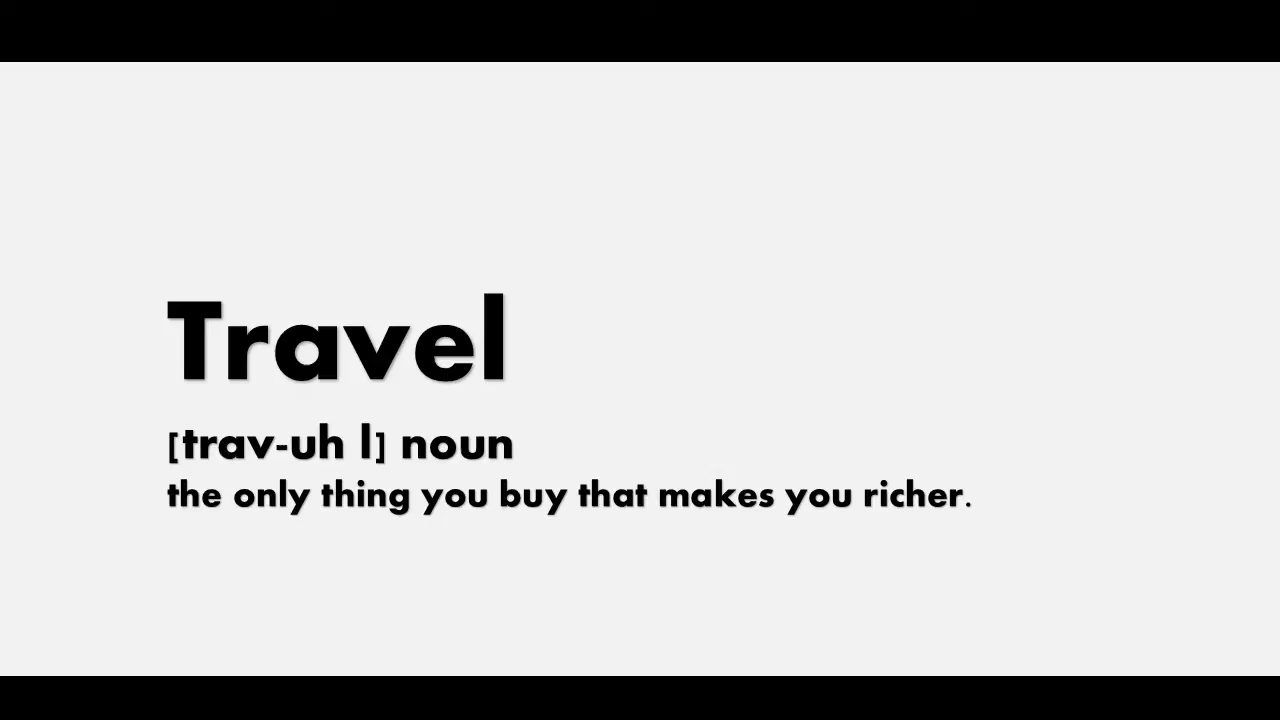 Travel
[trav-uh l] noun
the only thing you buy that makes you richer.